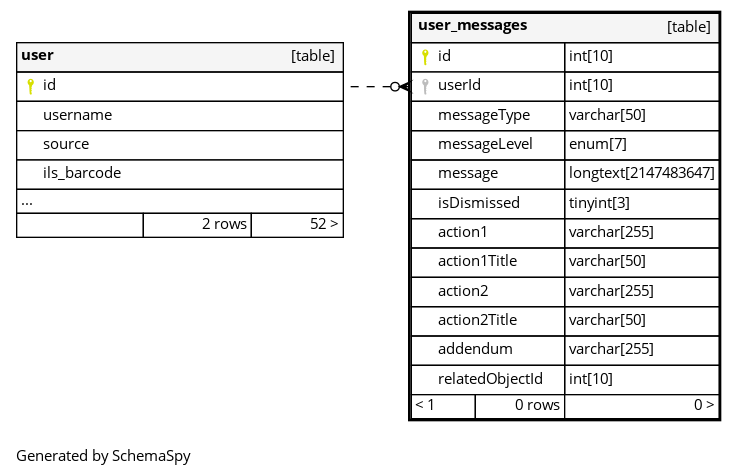 user [table]
id
username
source
ils_barcode
...
2 rows 52 >
user_messages [table]
id int[10]
userId int[10]
messageType varchar[50]
messageLevel enum[7]
message longtext[2147483647]
isDismissed tinyint[3]
action1 varchar[255]
action1Title varchar[50]
action2 varchar[255]
action2Title varchar[50]
addendum varchar[255]
relatedObjectId int[10]
< 1 0 rows 0 >
Generated by SchemaSpy